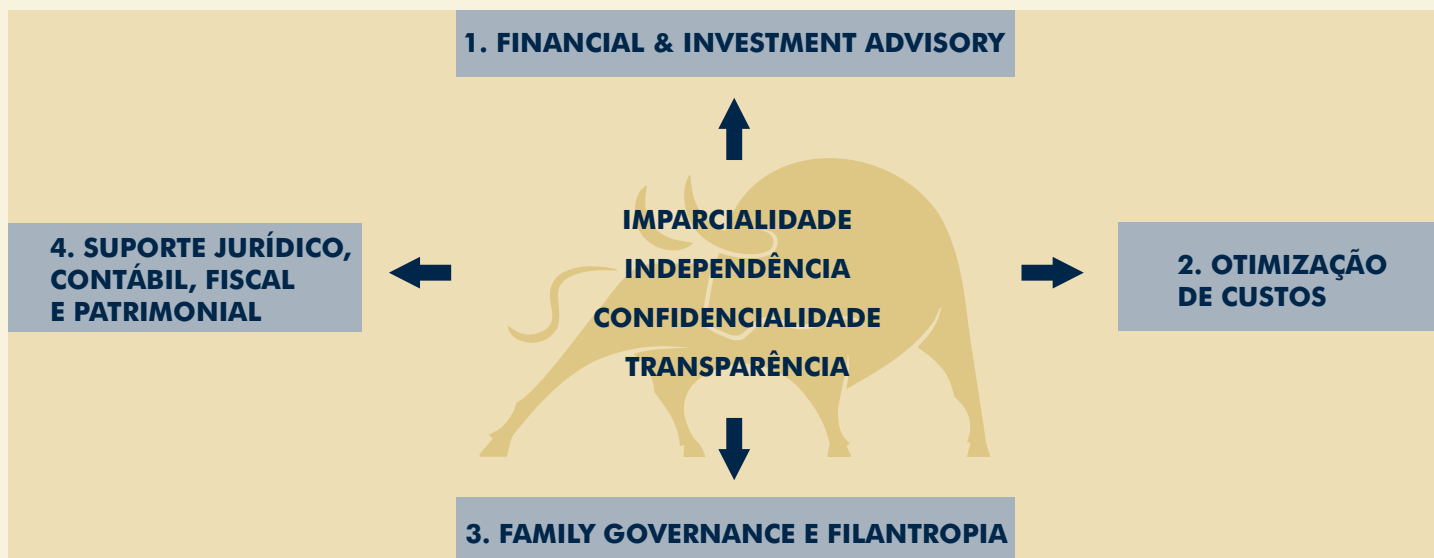 1. FINANCIAL & INVESTMENT ADVISORY
IMPARCIALIDADE
INDEPENDÊNCIA
CONFIDENCIALIDADE
TRANSPARÊNCIA
4. SUPORTE JURÍDICO,
CONTÁBIL, FISCAL
E PATRIMONIAL
2. OTIMIZAÇÃO
DE CUSTOS
3. FAMILY GOVERNANCE E FILANTROPIA